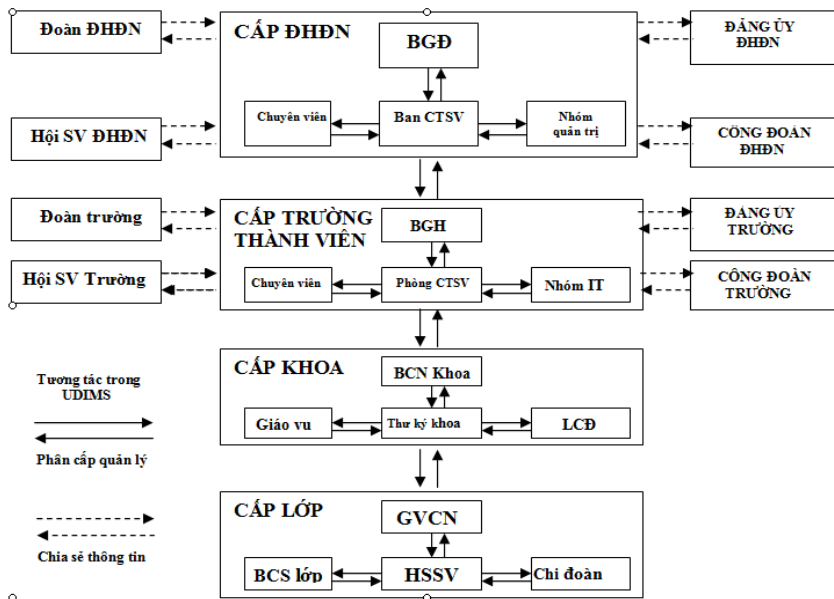 Đoàn ĐHĐN
CẤP ĐHĐN
BGĐ
ĐẢNG ỦY
ĐHĐN
Chuyên viên
Ban CTSV
Nhóm
quản trị
Hội SV ĐHĐN
CÔNG ĐOÀN
ĐHĐN
Đoàn trường
CẤP TRƯỜNG
THÀNH VIÊN
BGH
ĐẢNG ỦY
TRƯỜNG
Hội SV Trường
Chuyên viên
Phòng CTSV
Nhóm IT
CÔNG ĐOÀN
TRƯỜNG
CẤP KHOA
BCN Khoa
Giáo vu
Thư ký khoa
LCĐ
Tương tác trong
UDIMS
Phân cấp quản lý
CẤP LỚP
GVCN
BCS lớp
HSSV
Chi đoàn
Chia sẻ thông tin